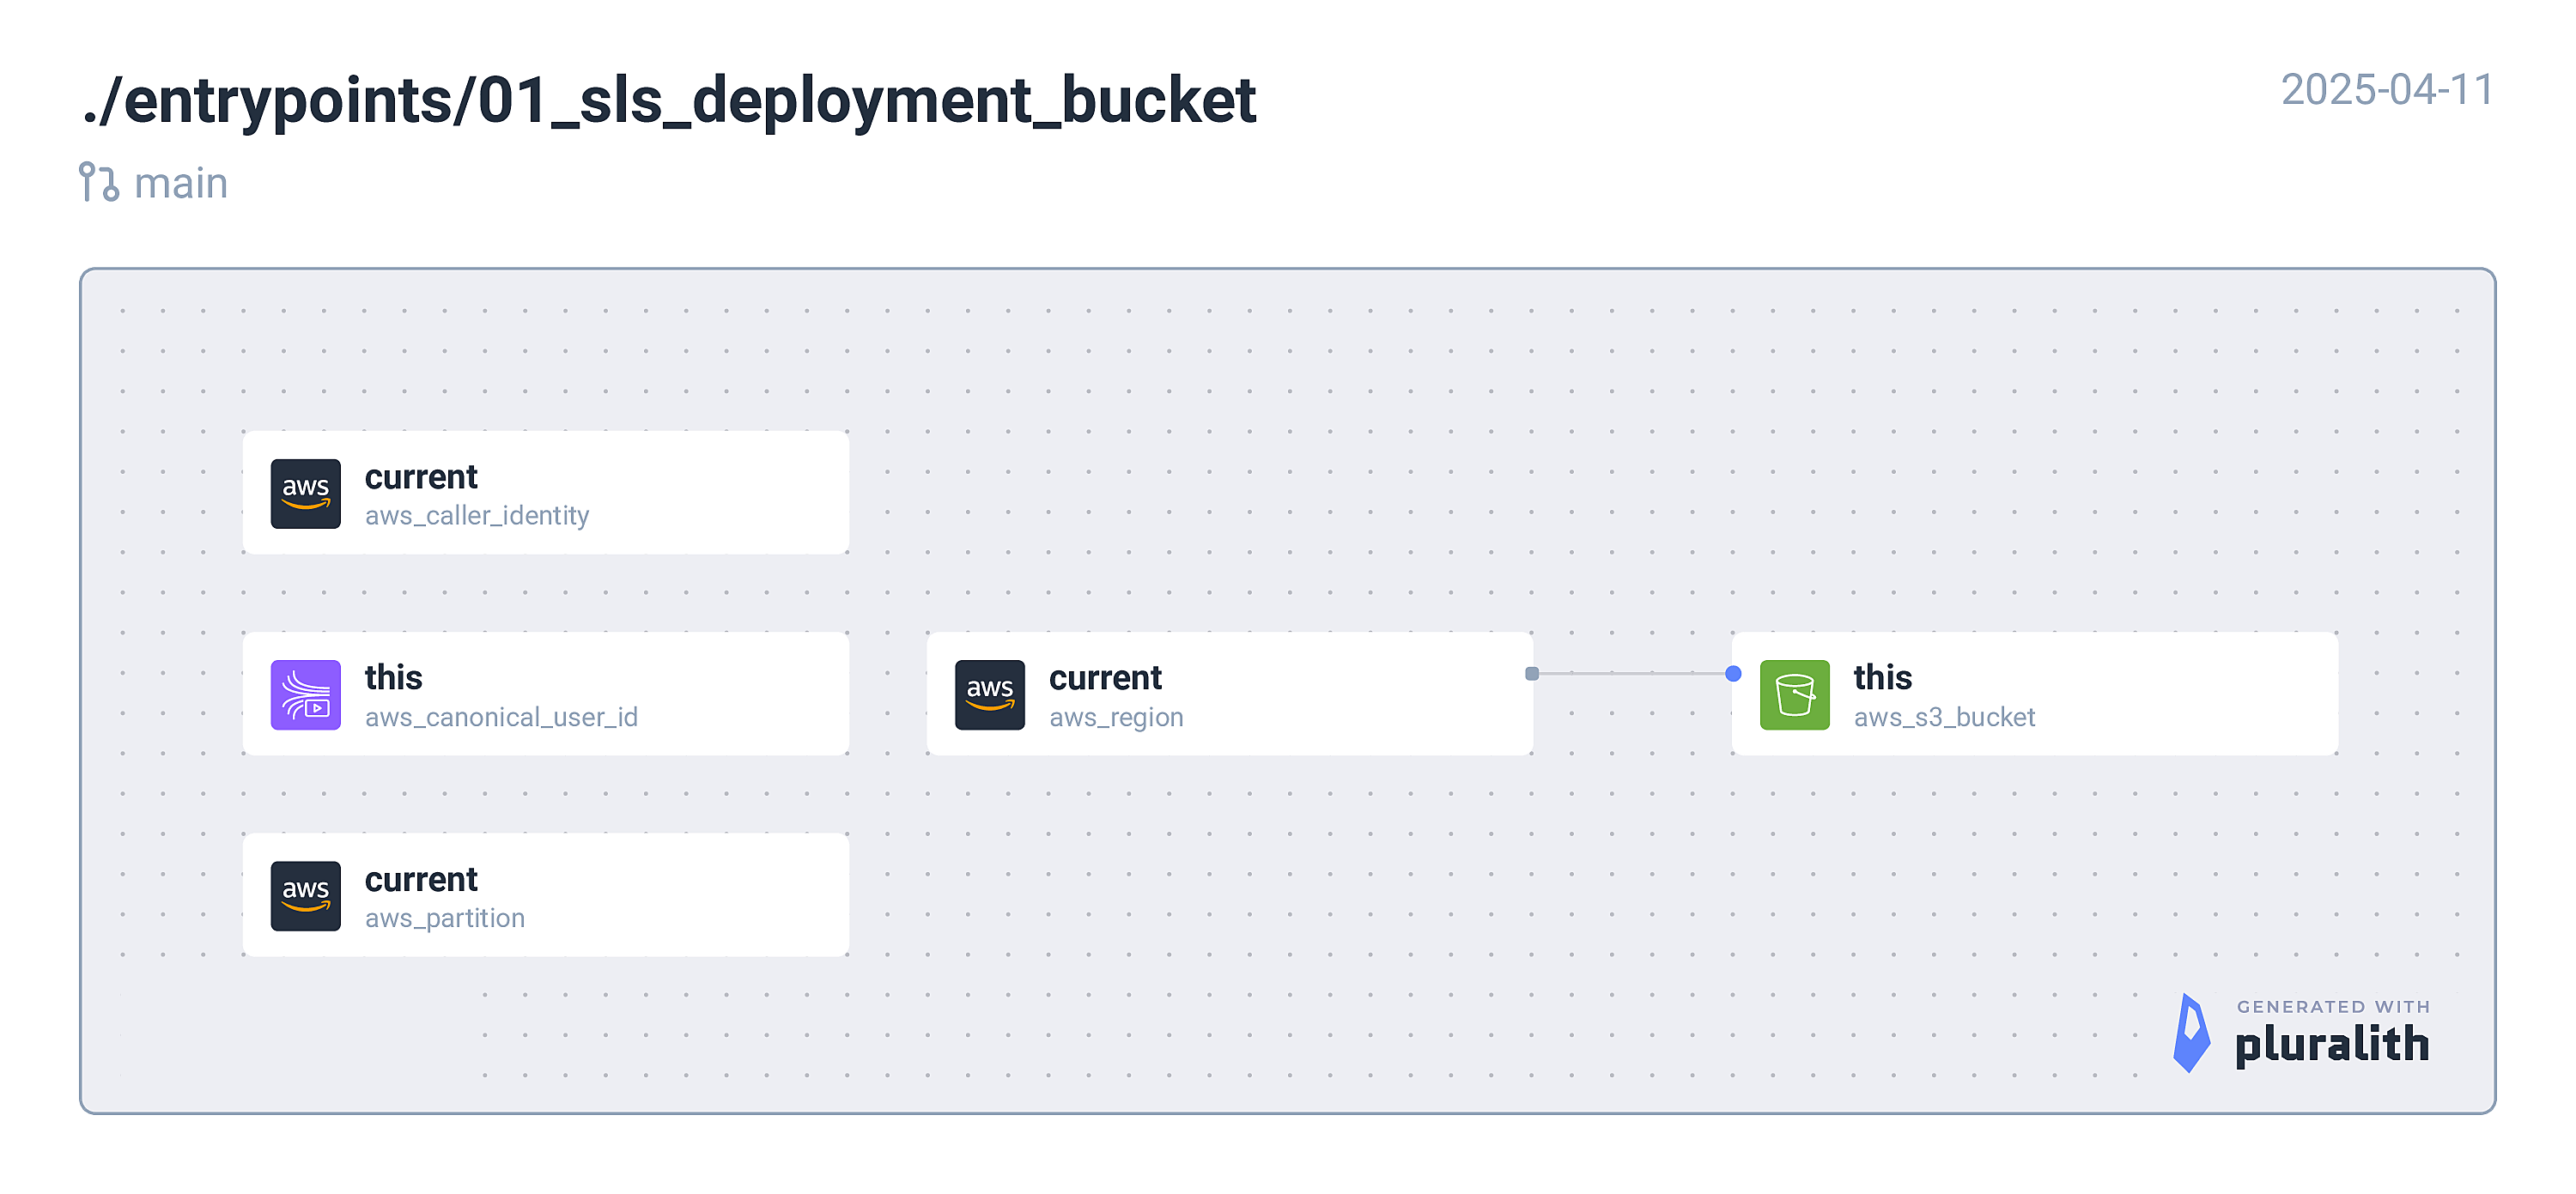 ./entrypoints/01_sls_deployment_bucket
2025-04-11
main
aws
current
aws_caller_identity
this
aws_canonical_user_id
aws
current
aws_region
this
aws_s3_bucket
aws
current
aws_partition
GENERATED WITH
pluralith